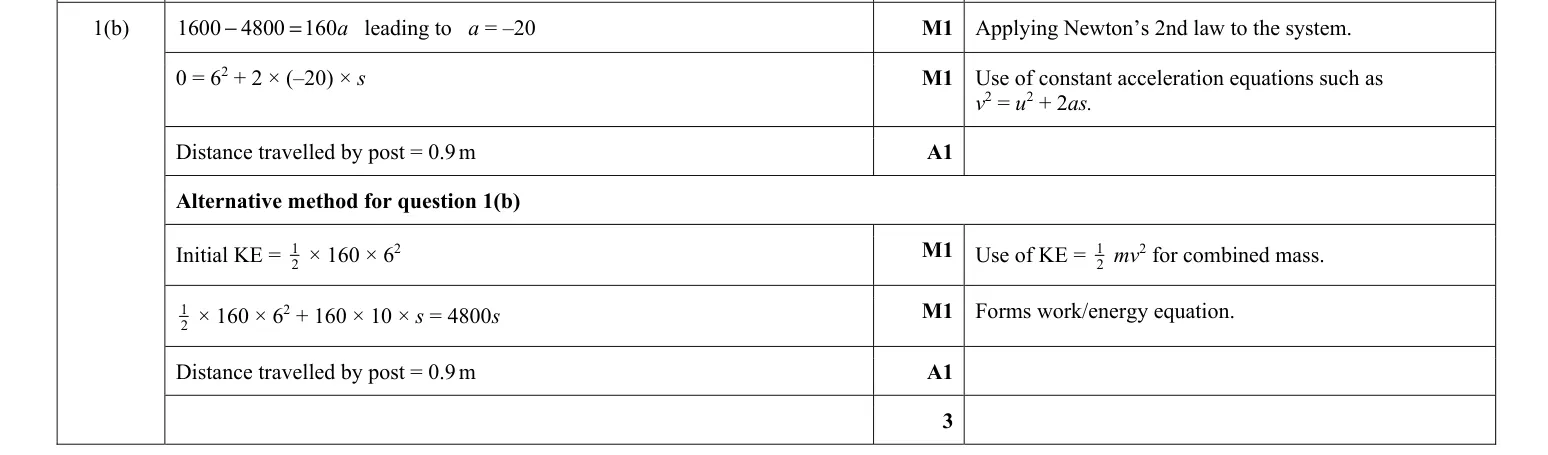 1(b) 1600 − 4800 = 160a leading to a = –20 M1 Applying Newton's 2nd law to the system.
0 = 6² + 2 × (–20) × s M1 Use of constant acceleration equations such as
v² = u² + 2as.
Distance travelled by post = 0.9 m A1
Alternative method for question 1(b)
Initial KE = ½ × 160 × 6² M1 Use of KE = ½ mv² for combined mass.
½ × 160 × 6² + 160 × 10 × s = 4800s M1 Forms work/energy equation.
Distance travelled by post = 0.9 m A1
3